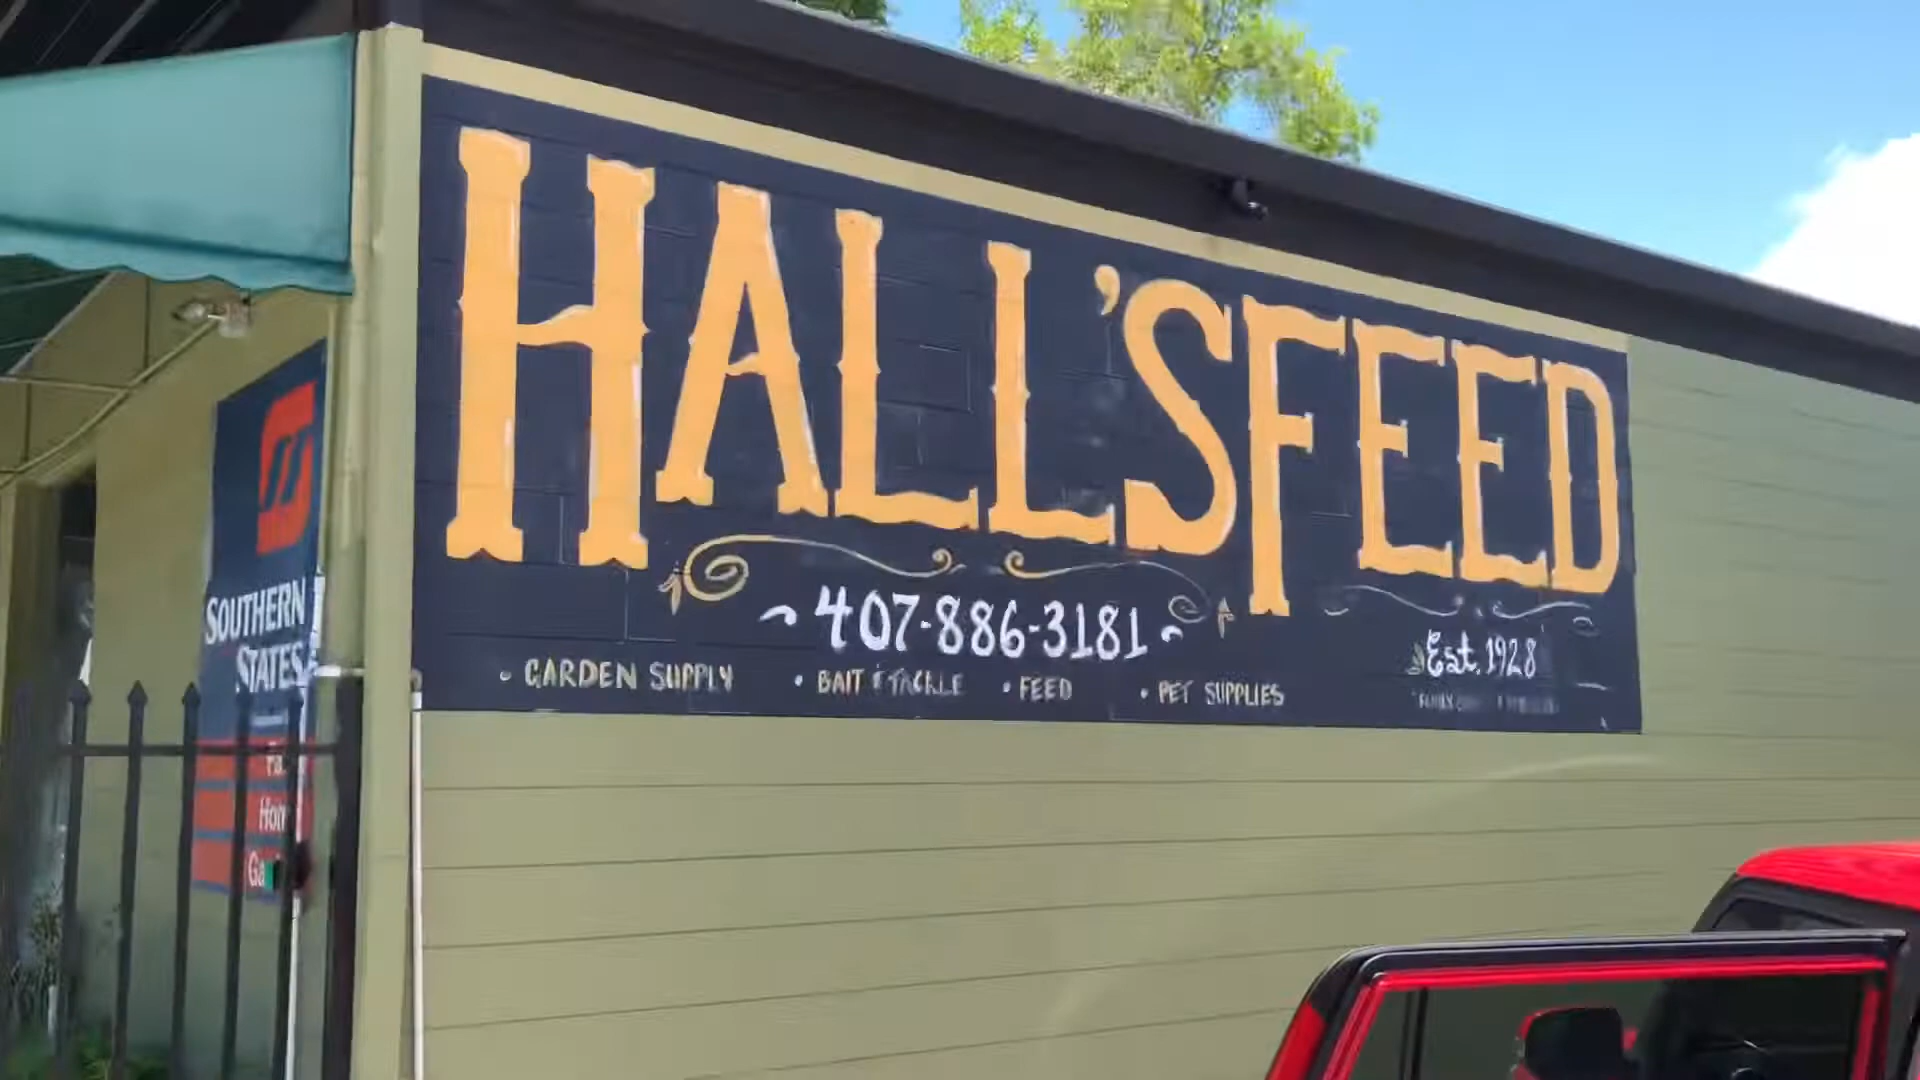 HALL'S FEED
407-886-3181
Est. 1928
• GARDEN SUPPLY • BAIT & TACKLE • FEED • PET SUPPLIES
SOUTHERN
STATES